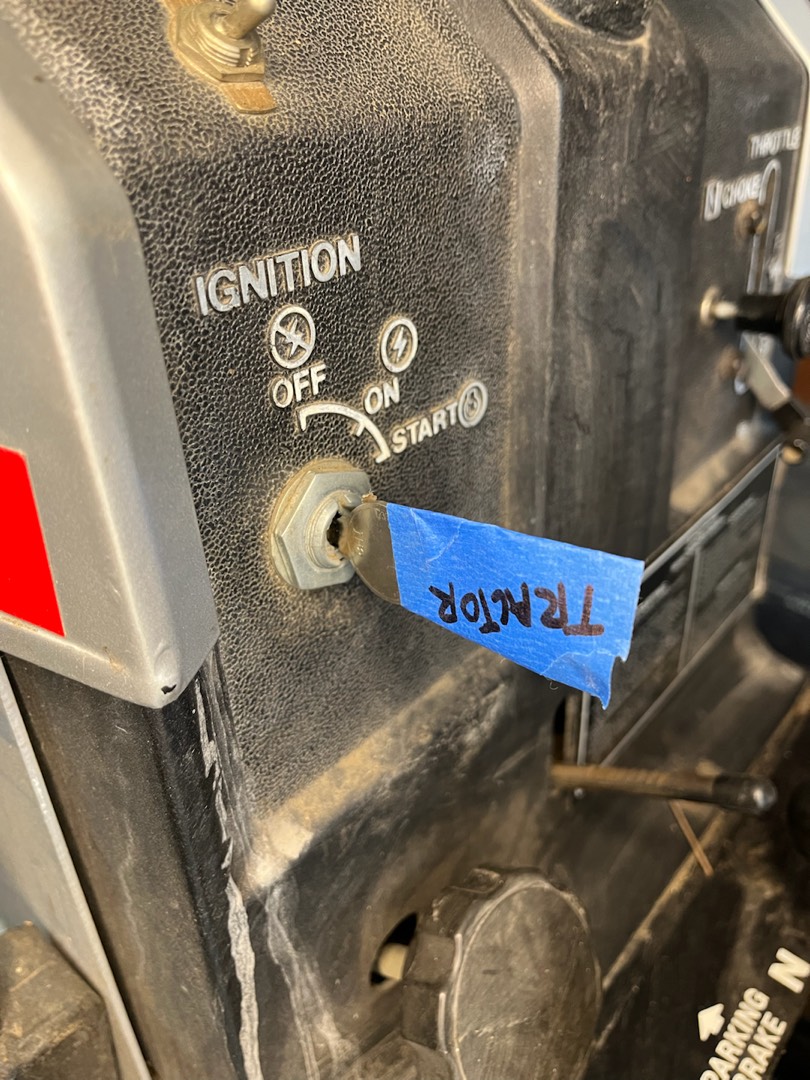 THROTTLE
CHOKE
IGNITION
OFF
ON
START
TRACTOR
N
PARKING
BRAKE